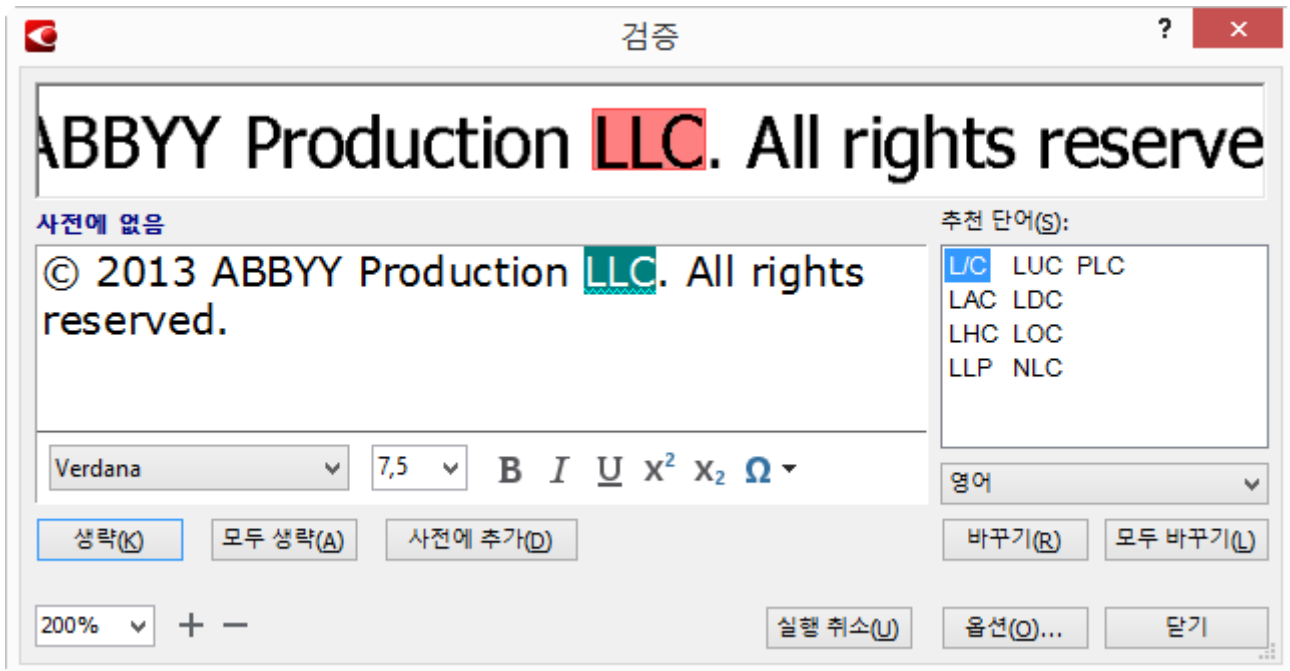 검증
?
ABBYY Production LLC. All rights reserve
사전에 없음
추천 단어(S):
© 2013 ABBYY Production LLC. All rights
reserved.
L/C LUC PLC
LAC LDC
LHC LOC
LLP NLC
Verdana
7,5
B I U X² X₂ Ω
영어
생략(K)
모두 생략(A)
사전에 추가(D)
바꾸기(R)
모두 바꾸기(L)
200%
실행 취소(U)
옵션(O)...
닫기